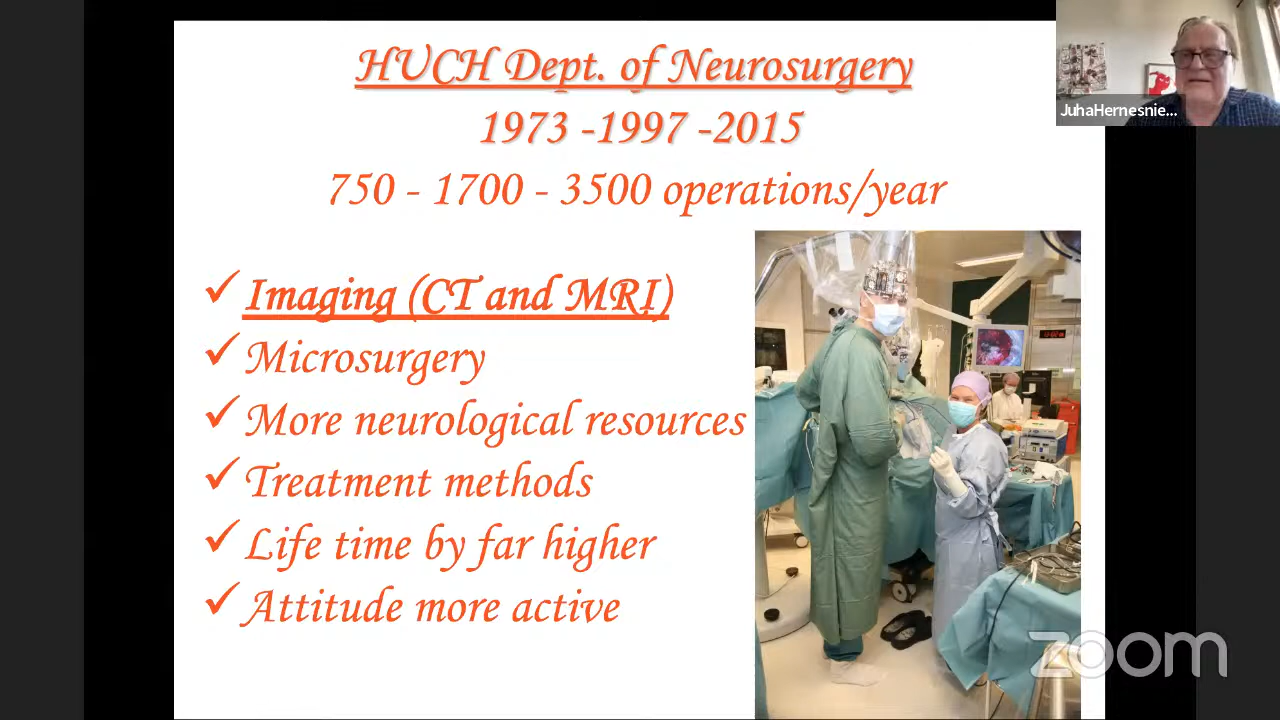 HUCH Dept. of Neurosurgery
1973 -1997 -2015
750 - 1700 - 3500 operations/year
Imaging (CT and MRI)
Microsurgery
More neurological resources
Treatment methods
Life time by far higher
Attitude more active
JuhaHernesnie...
zoom